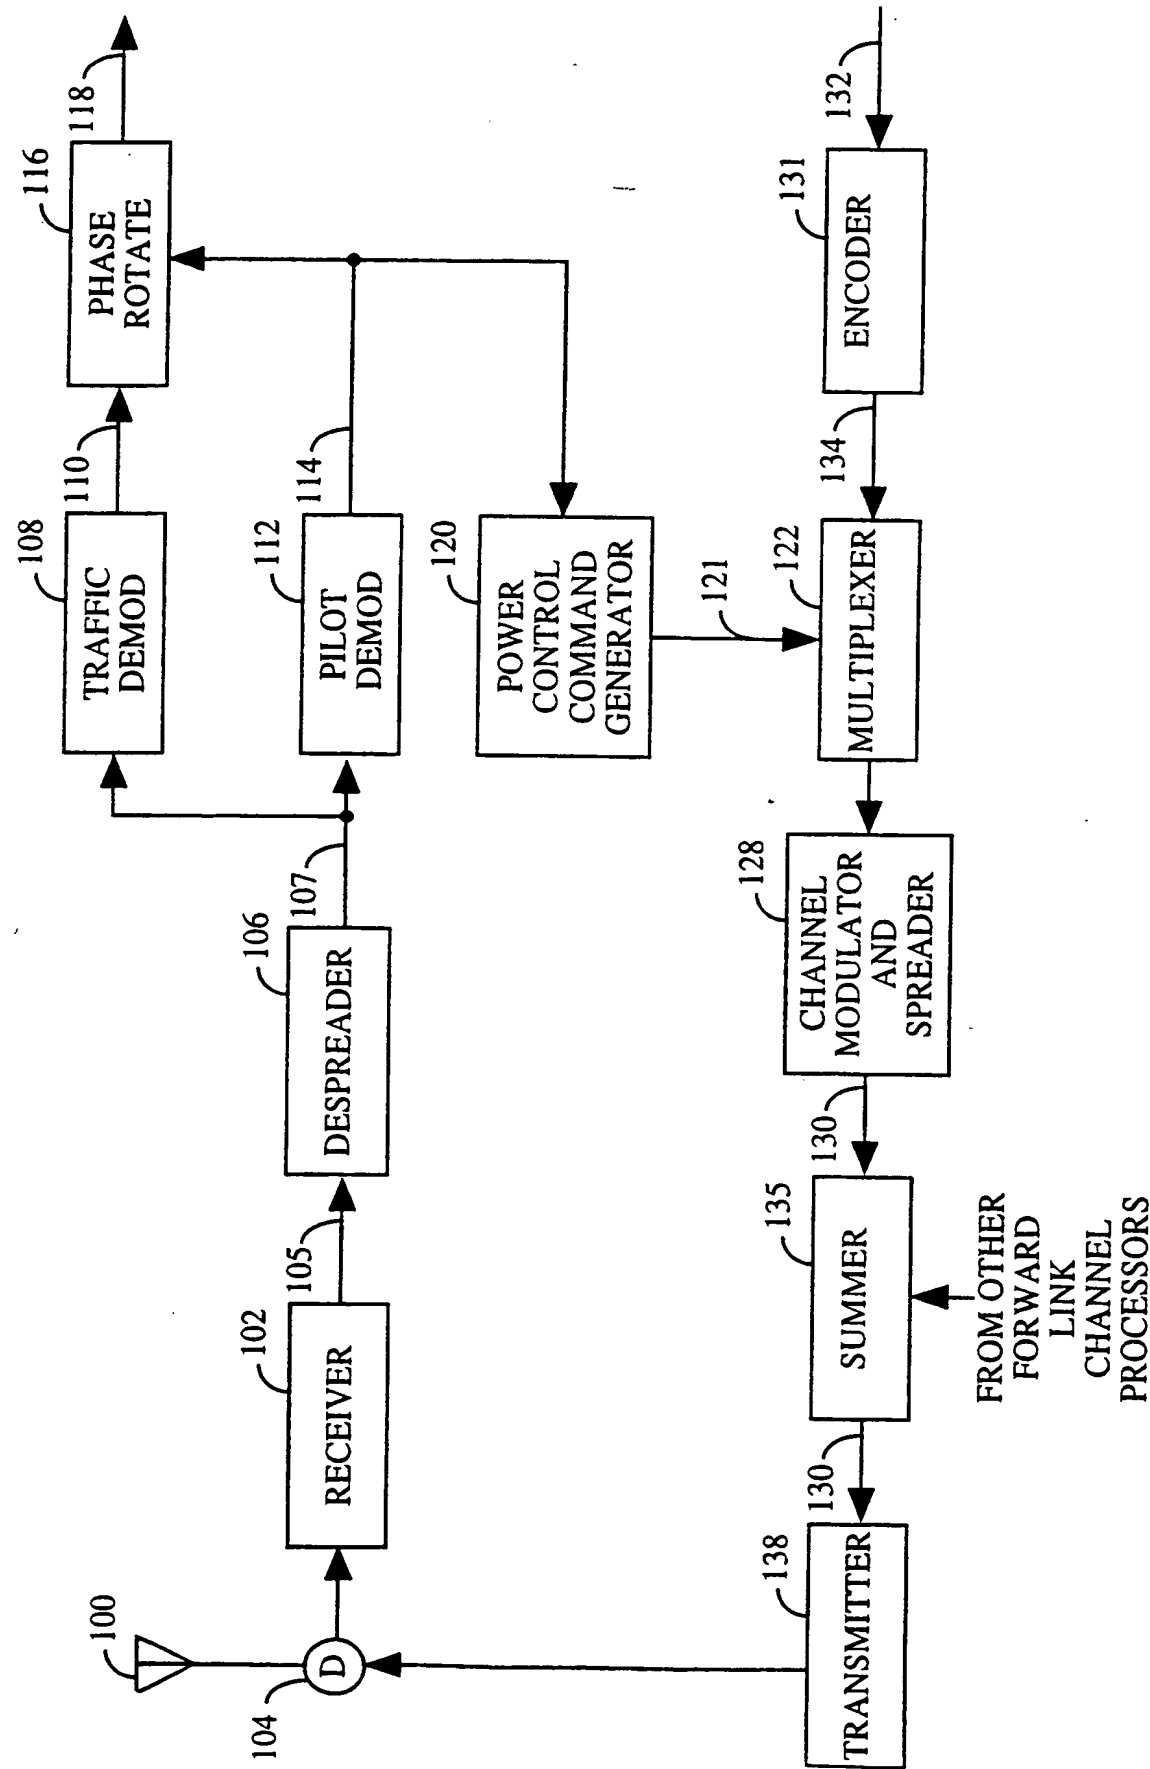 100
104
D
102
RECEIVER
105
106
DESPREADER
107
108
TRAFFIC
DEMOD
110
112
PILOT
DEMOD
114
116
PHASE
ROTATE
118
120
POWER
CONTROL
COMMAND
GENERATOR
121
138
TRANSMITTER
130
135
SUMMER
FROM OTHER
FORWARD
LINK
CHANNEL
PROCESSORS
130
128
CHANNEL
MODULATOR
AND
SPREADER
122
MULTIPLEXER
134
131
ENCODER
132